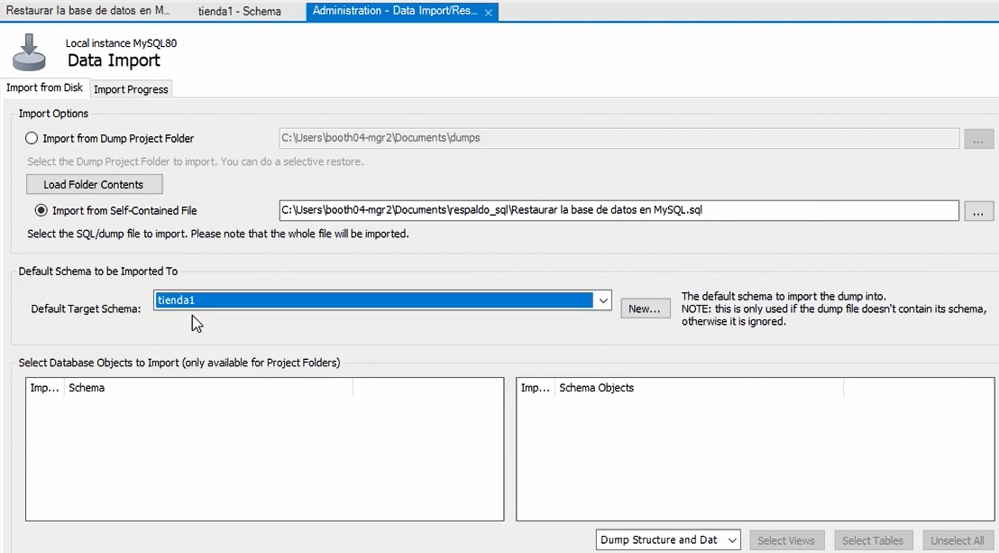 Restaurar la base de datos en M...
tienda1 - Schema
Administration - Data Import/Res...
Local instance MySQL80
Data Import
Import from Disk
Import Progress
Import Options
Import from Dump Project Folder
C:\Users\booth04-mgr2\Documents\dumps
...
Select the Dump Project Folder to import. You can do a selective restore.
Load Folder Contents
Import from Self-Contained File
C:\Users\booth04-mgr2\Documents\respaldo_sql\Restaurar la base de datos en MySQL.sql
...
Select the SQL/dump file to import. Please note that the whole file will be imported.
Default Schema to be Imported To
Default Target Schema:
tienda1
New...
The default schema to import the dump into.
NOTE: this is only used if the dump file doesn't contain its schema,
otherwise it is ignored.
Select Database Objects to Import (only available for Project Folders)
Imp...
Schema
Imp...
Schema Objects
Dump Structure and Dat
Select Views
Select Tables
Unselect All